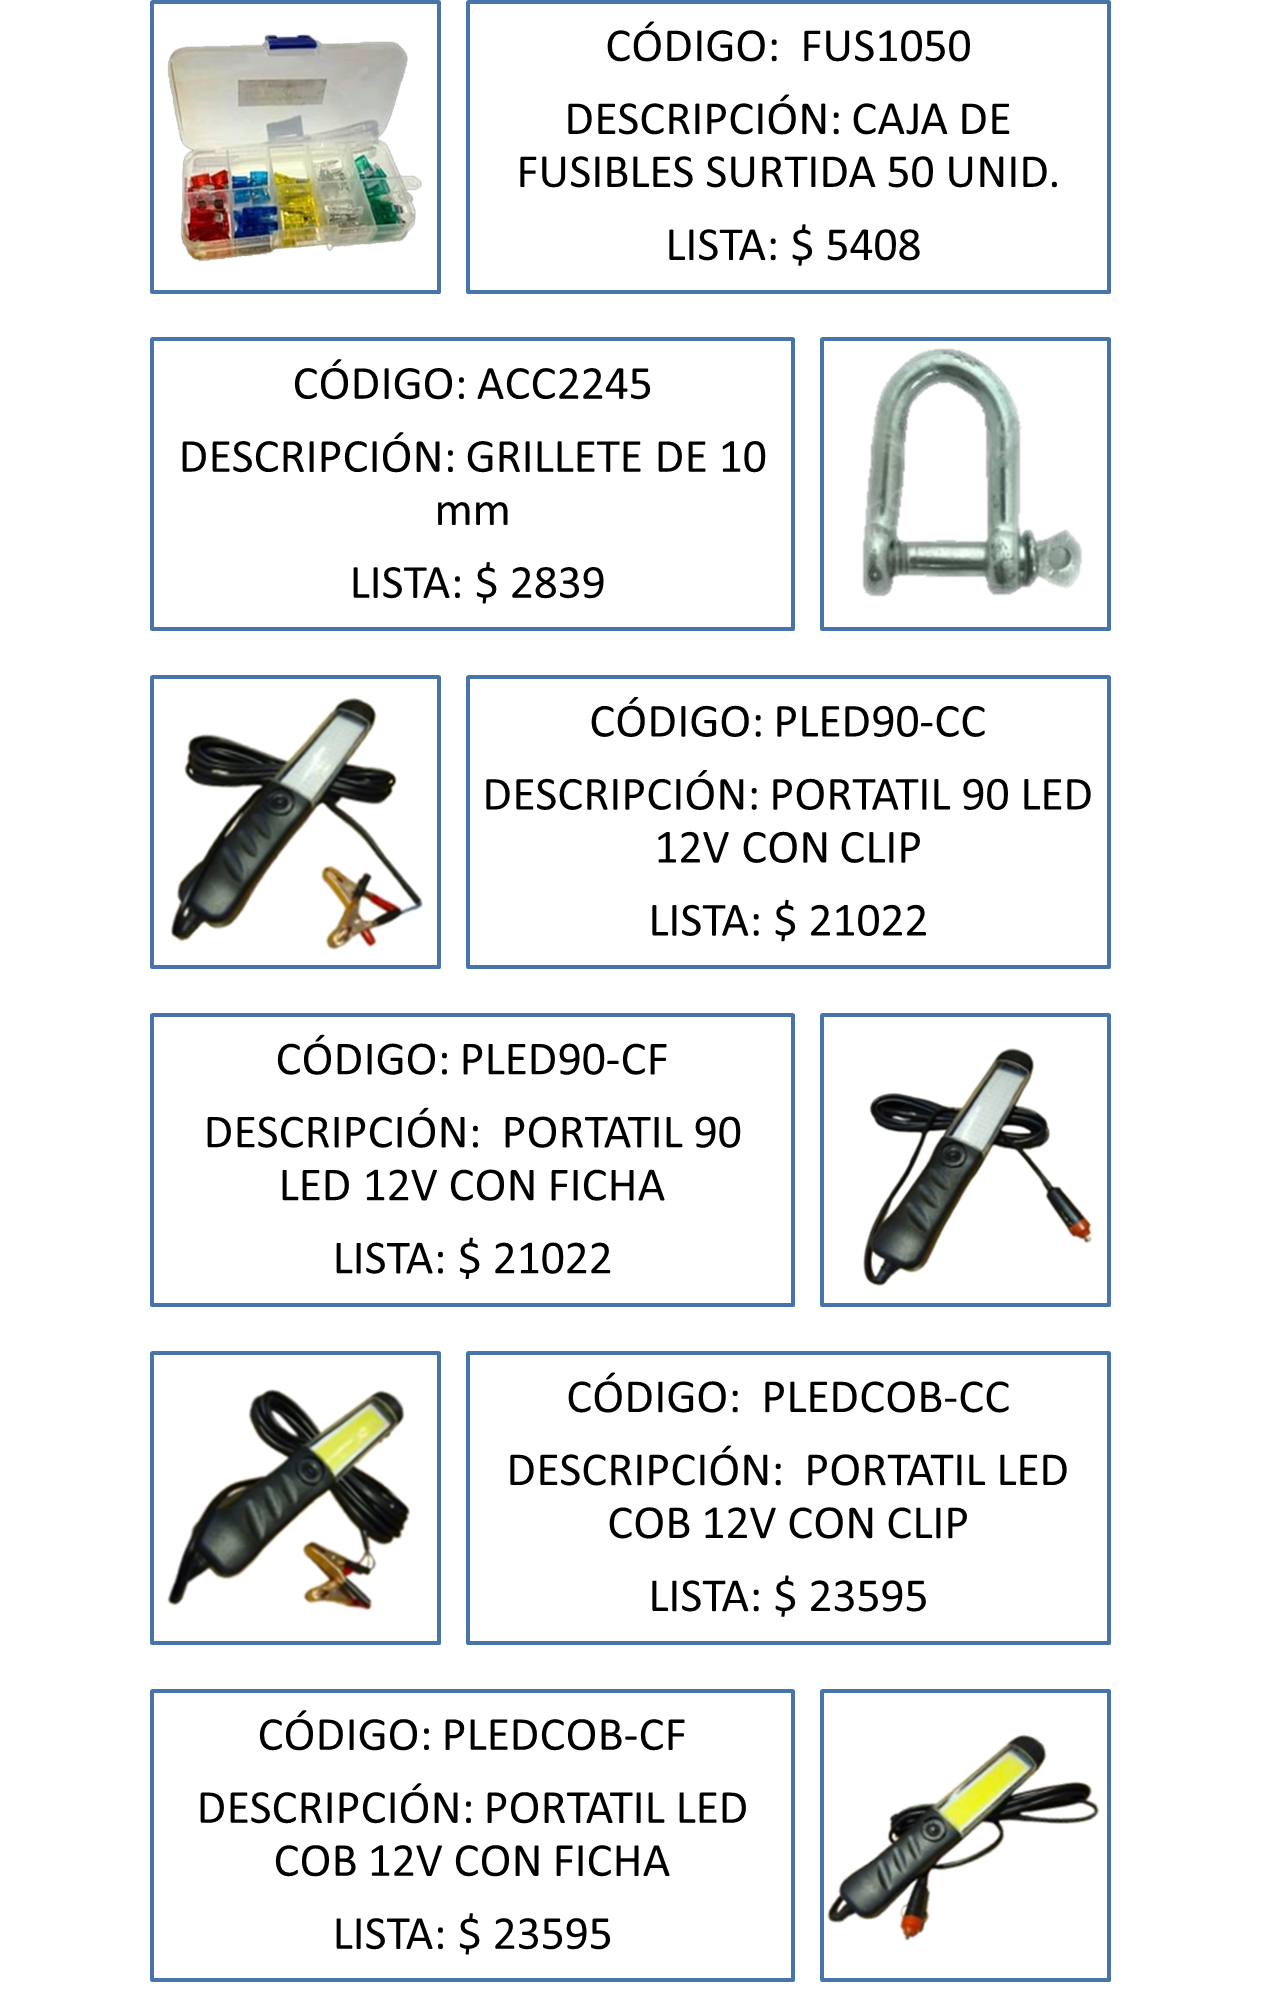 CÓDIGO: FUS1050
DESCRIPCIÓN: CAJA DE
FUSIBLES SURTIDA 50 UNID.
LISTA: $ 5408
CÓDIGO: ACC2245
DESCRIPCIÓN: GRILLETE DE 10
mm
LISTA: $ 2839
CÓDIGO: PLED90-CC
DESCRIPCIÓN: PORTATIL 90 LED
12V CON CLIP
LISTA: $ 21022
CÓDIGO: PLED90-CF
DESCRIPCIÓN: PORTATIL 90
LED 12V CON FICHA
LISTA: $ 21022
CÓDIGO: PLEDCOB-CC
DESCRIPCIÓN: PORTATIL LED
COB 12V CON CLIP
LISTA: $ 23595
CÓDIGO: PLEDCOB-CF
DESCRIPCIÓN: PORTATIL LED
COB 12V CON FICHA
LISTA: $ 23595